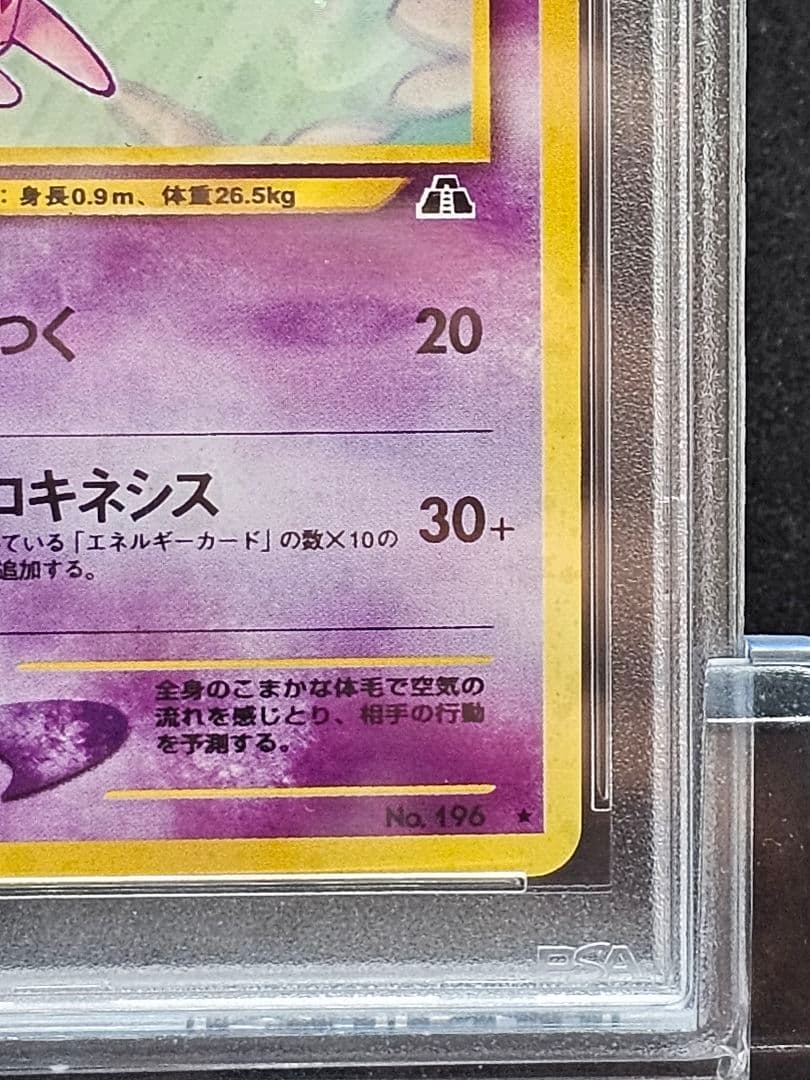 ：身長0.9m、体重26.5kg
つく 20
コキネシス
30+
ている「エネルギーカード」の数×10の
追加する。
全身のこまかな体毛で空気の
流れを感じとり、相手の行動
を予測する。
No. 196 ★
PSA